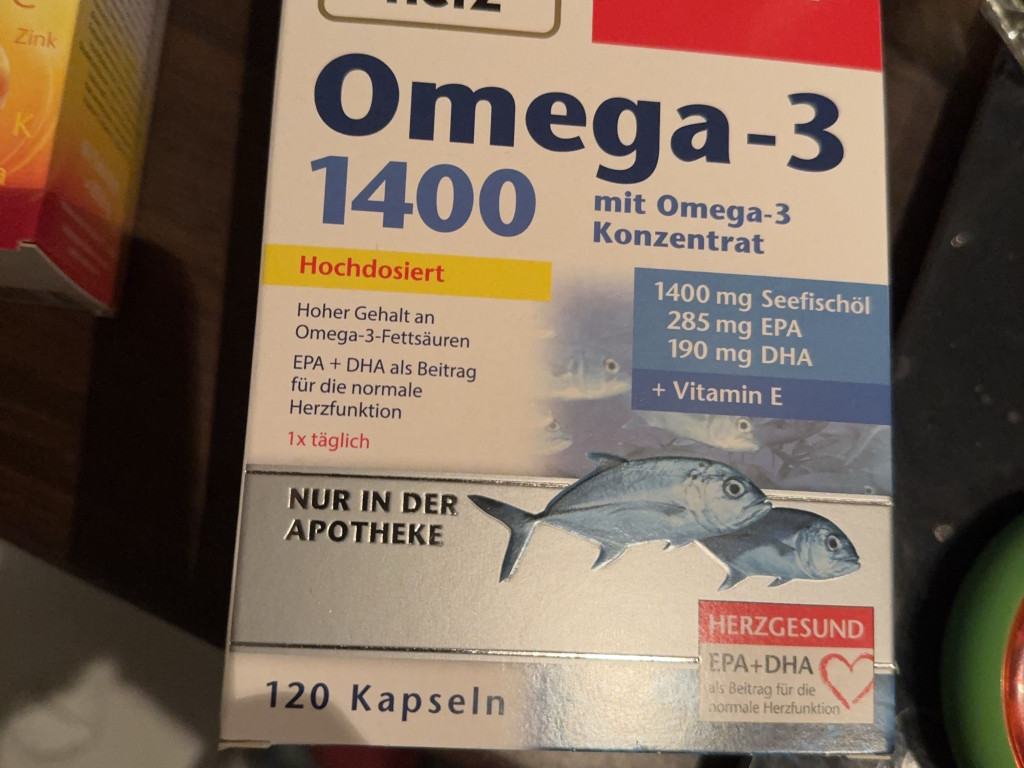 herz
Omega-3
1400
mit Omega-3
Konzentrat
Hochdosiert
Hoher Gehalt an
Omega-3-Fettsäuren
EPA + DHA als Beitrag
für die normale
Herzfunktion
1x täglich
1400 mg Seefischöl
285 mg EPA
190 mg DHA
+ Vitamin E
NUR IN DER
APOTHEKE
HERZGESUND
EPA+DHA
als Beitrag für die
normale Herzfunktion
120 Kapseln
Zink
K